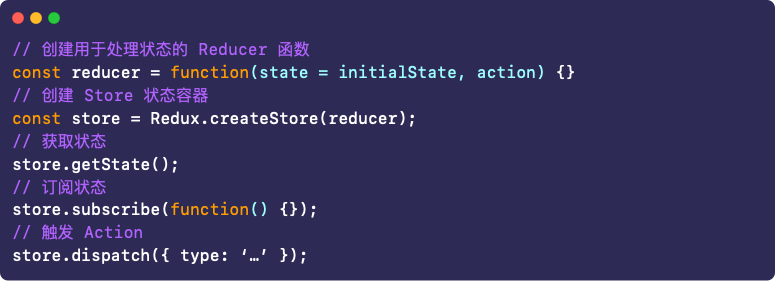 // 创建用于处理状态的 Reducer 函数
const reducer = function(state = initialState, action) {}
// 创建 Store 状态容器
const store = Redux.createStore(reducer);
// 获取状态
store.getState();
// 订阅状态
store.subscribe(function() {});
// 触发 Action
store.dispatch({ type: ‘…’ });